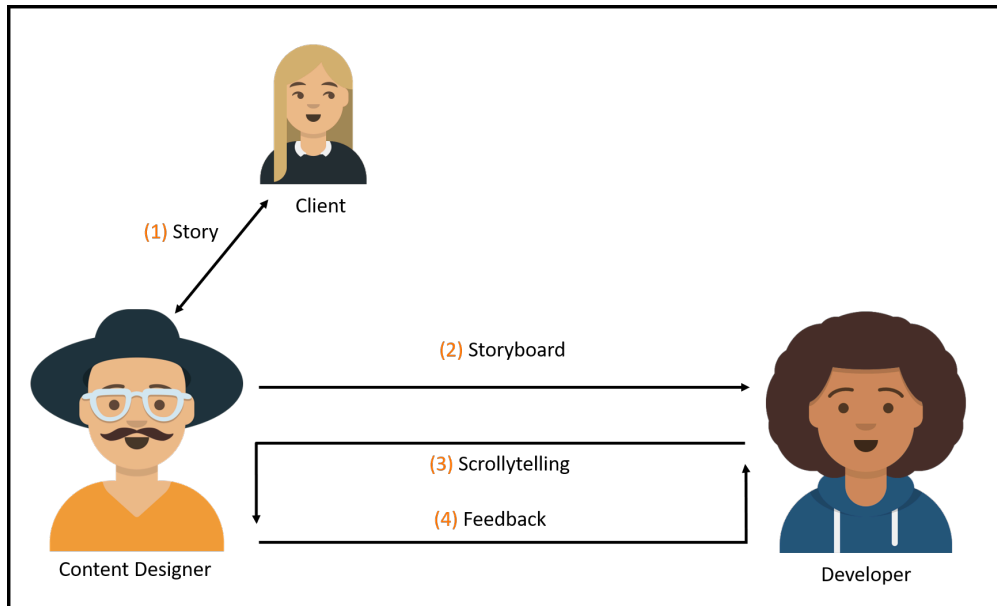 Client
(1) Story
(2) Storyboard
(3) Scrollytelling
(4) Feedback
Content Designer
Developer